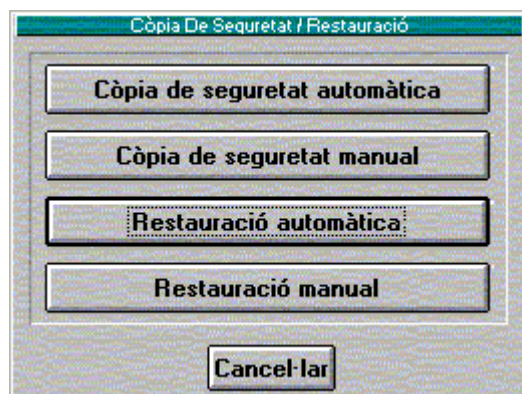 Còpia De Seguretat / Restauració
Còpia de seguretat automàtica
Còpia de seguretat manual
Restauració automàtica
Restauració manual
Cancel·lar